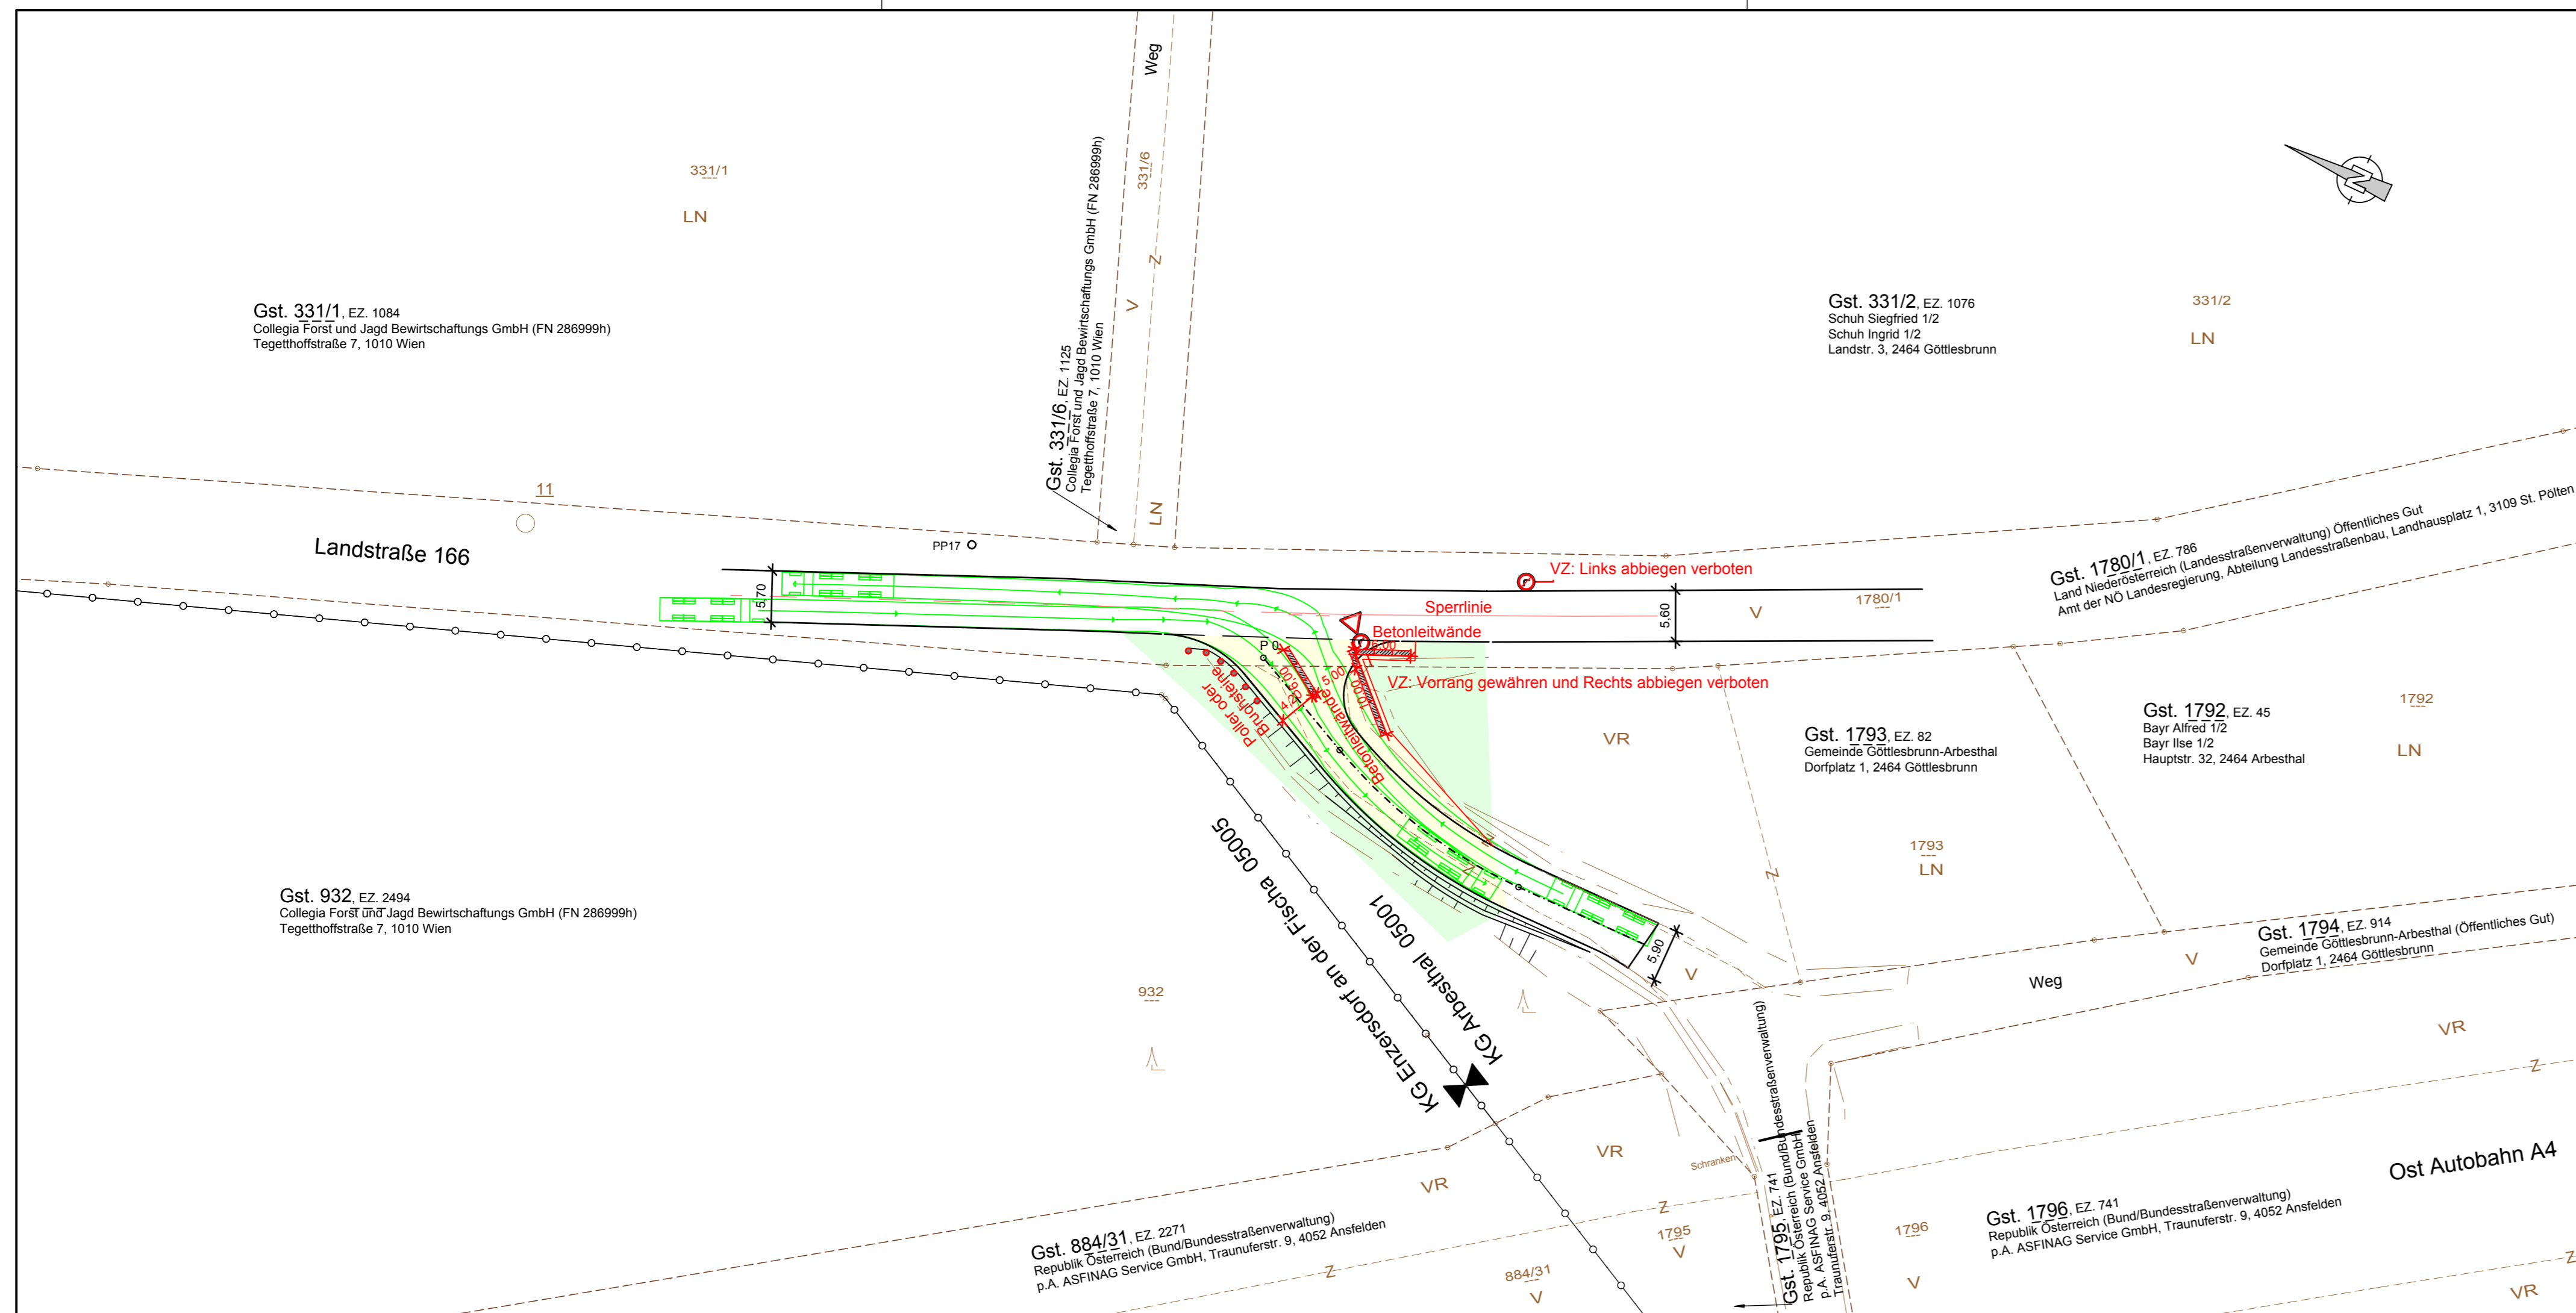 Weg
331/6
Z
V
LN
331/1
LN
Gst. 331/1, EZ. 1084
Collegia Forst und Jagd Bewirtschaftungs GmbH (FN 286999h)
Tegetthoffstraße 7, 1010 Wien
Gst. 331/6, EZ. 1125
Collegia Forst und Jagd Bewirtschaftungs GmbH (FN 286999h)
Tegetthoffstraße 7, 1010 Wien
N
Gst. 331/2, EZ. 1076
Schuh Siegfried 1/2
Schuh Ingrid 1/2
Landstr. 3, 2464 Göttlesbrunn
331/2
LN
11
Landstraße 166
PP17
5,70
VZ: Links abbiegen verboten
Sperrlinie
Betonleitwände
5,60
V
1780/1
Gst. 1780/1, EZ. 786
Land Niederösterreich (Landesstraßenverwaltung) Öffentliches Gut
Amt der NÖ Landesregierung, Abteilung Landesstraßenbau, Landhausplatz 1, 3109 St. Pölten
P 0
6,00
5,00
10,00
Betonleitwände
Poller oder
Bruchsteine
VZ: Vorrang gewähren und Rechts abbiegen verboten
VR
Gst. 1793, EZ. 82
Gemeinde Göttlesbrunn-Arbesthal
Dorfplatz 1, 2464 Göttlesbrunn
Gst. 1792, EZ. 45
Bayr Alfred 1/2
Bayr Ilse 1/2
Hauptstr. 32, 2464 Arbesthal
1792
LN
Z
Z
Z
1793
LN
Gst. 932, EZ. 2494
Collegia Forst und Jagd Bewirtschaftungs GmbH (FN 286999h)
Tegetthoffstraße 7, 1010 Wien
932
KG Enzersdorf an der Fischa 05005
KG Arbesthal 05001
5,90
V
Weg
V
Gst. 1794, EZ. 914
Gemeinde Göttlesbrunn-Arbesthal (Öffentliches Gut)
Dorfplatz 1, 2464 Göttlesbrunn
VR
Z
VR
VR
Schranken
Gst. 1795, EZ. 741
Republik Österreich (Bund/Bundesstraßenverwaltung)
p.A. ASFINAG Service GmbH
Traunuferstr. 9, 4052 Ansfelden
Ost Autobahn A4
Gst. 1796, EZ. 741
Republik Österreich (Bund/Bundesstraßenverwaltung)
p.A. ASFINAG Service GmbH, Traunuferstr. 9, 4052 Ansfelden
Gst. 884/31, EZ. 2271
Republik Österreich (Bund/Bundesstraßenverwaltung)
p.A. ASFINAG Service GmbH, Traunuferstr. 9, 4052 Ansfelden
Z
1795
V
1796
V
Z
884/31
V
Z
VR